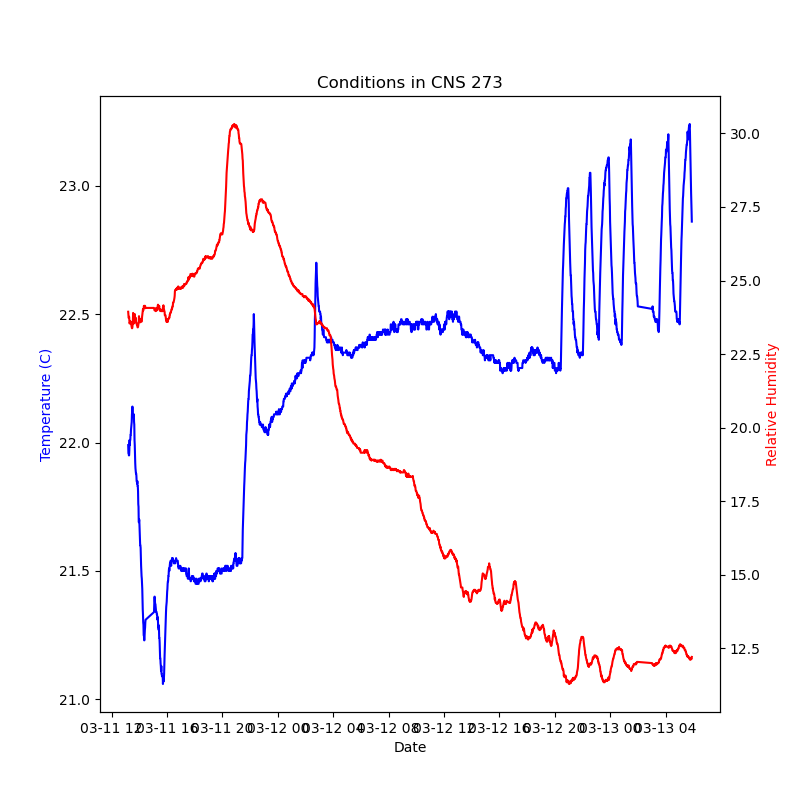 Conditions in CNS 273
23.0
22.5
22.0
21.5
21.0
Temperature (C)
30.0
27.5
25.0
22.5
20.0
17.5
15.0
12.5
Relative Humidity
03-11 12 03-11 16 03-11 20 03-12 00 03-12 04 03-12 08 03-12 12 03-12 16 03-12 20 03-13 00 03-13 04
Date